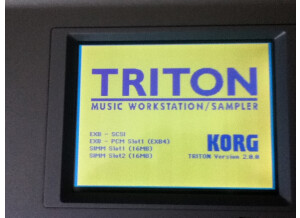 TRITON
MUSIC WORKSTATION/SAMPLER
EXB - SCSI
EXB - PCM Slot1 (EXB4)
SIMM Slot1 (16MB)
SIMM Slot2 (16MB)
KORG
TRITON Version 2.0.0